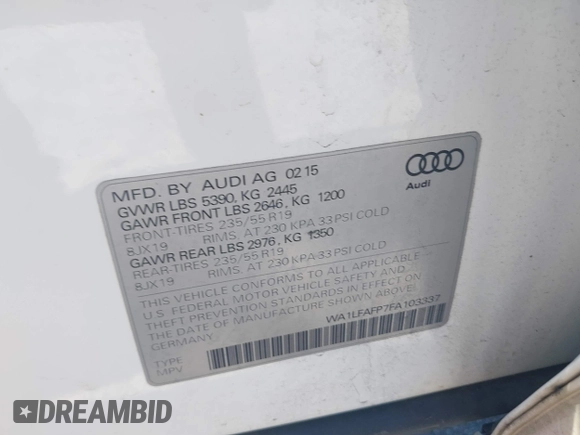 MFD. BY AUDI AG 02 15
GVWR LBS 5390, KG 2445
GAWR FRONT LBS 2646, KG 1200
FRONT-TIRES 235/55 R19
8JX19 RIMS. AT 230 KPA 33 PSI COLD
GAWR REAR LBS 2976, KG 1350
REAR-TIRES 235/55 R19
8JX19 RIMS. AT 230 KPA 33 PSI COLD
THIS VEHICLE CONFORMS TO ALL APPLICABLE
U.S. FEDERAL MOTOR VEHICLE SAFETY AND
THEFT PREVENTION STANDARDS IN EFFECT ON
THE DATE OF MANUFACTURE SHOWN ABOVE.
GERMANY
WA1LFAFP7FA103337
TYPE
MPV
Audi
DREAMBID